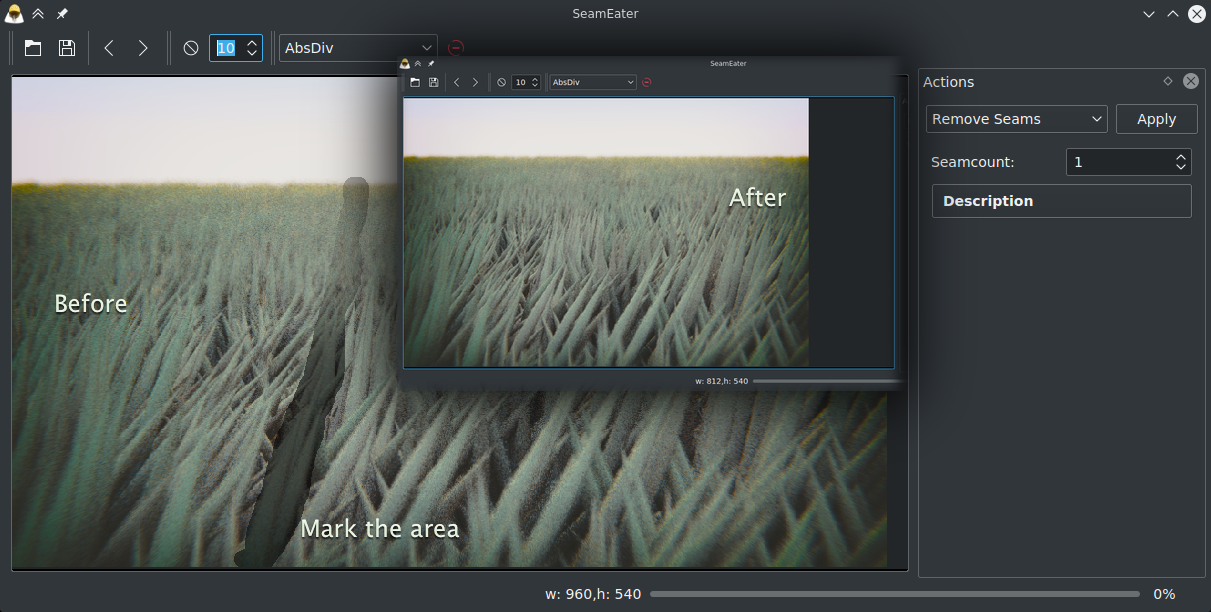 SeamEater
10
AbsDiv
SeamEater
10
AbsDiv
After
w: 812,h: 540
Before
Mark the area
Actions
Remove Seams
Apply
Seamcount:
1
Description
w: 960,h: 540
0%